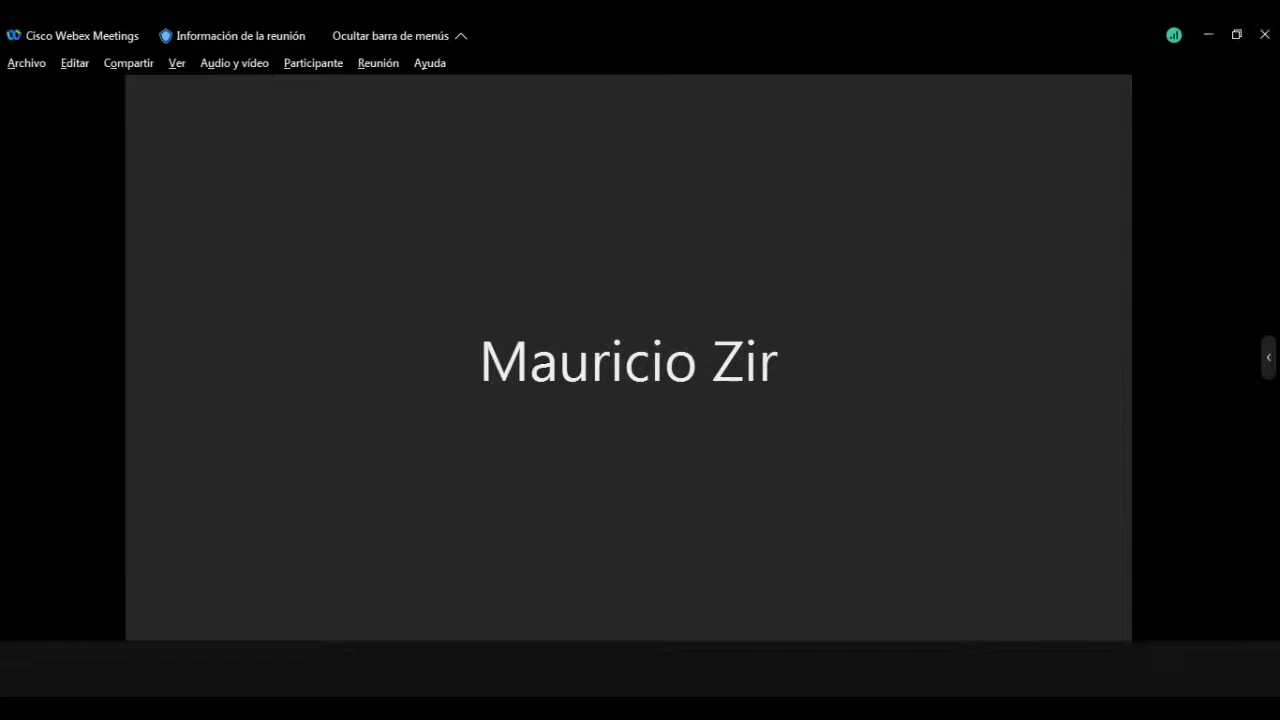 Cisco Webex Meetings Información de la reunión Ocultar barra de menús
Archivo Editar Compartir Ver Audio y vídeo Participante Reunión Ayuda
Mauricio Zir